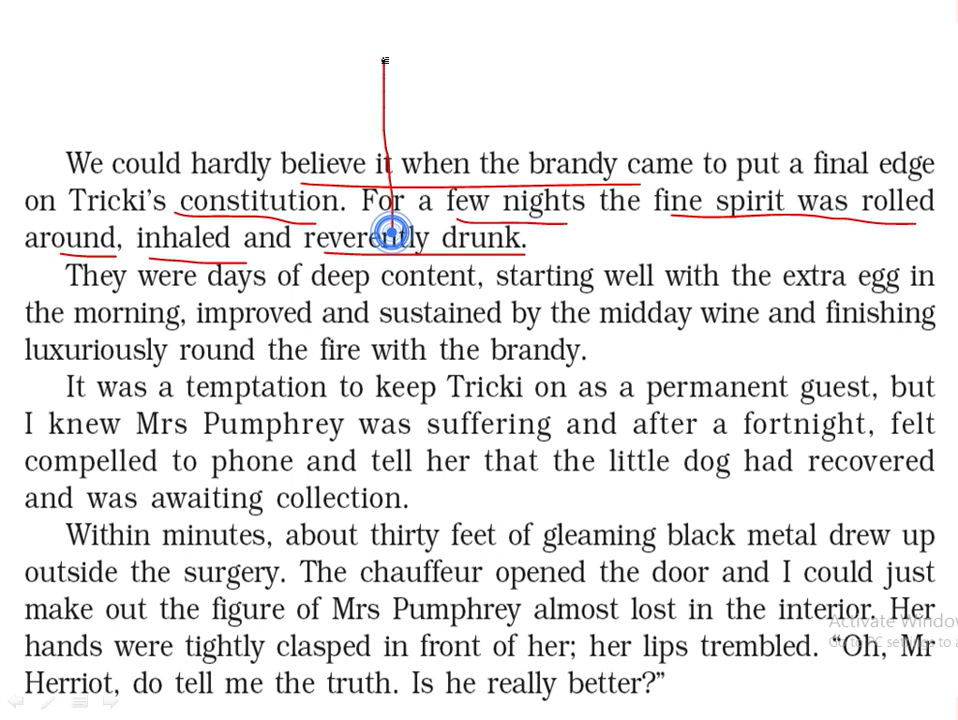 We could hardly believe it when the brandy came to put a final edge
on Tricki's constitution. For a few nights the fine spirit was rolled
around, inhaled and reverently drunk.
They were days of deep content, starting well with the extra egg in
the morning, improved and sustained by the midday wine and finishing
luxuriously round the fire with the brandy.
It was a temptation to keep Tricki on as a permanent guest, but
I knew Mrs Pumphrey was suffering and after a fortnight, felt
compelled to phone and tell her that the little dog had recovered
and was awaiting collection.
Within minutes, about thirty feet of gleaming black metal drew up
outside the surgery. The chauffeur opened the door and I could just
make out the figure of Mrs Pumphrey almost lost in the interior. Her
hands were tightly clasped in front of her; her lips trembled. “Oh, Mr
Herriot, do tell me the truth. Is he really better?”
Activate Window
Go to PC settings to a